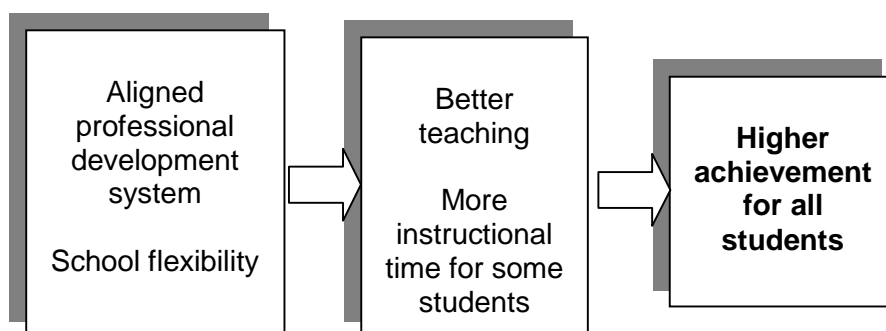 Aligned
professional
development
system
School flexibility
Better
teaching
More
instructional
time for some
students
Higher
achievement
for all
students